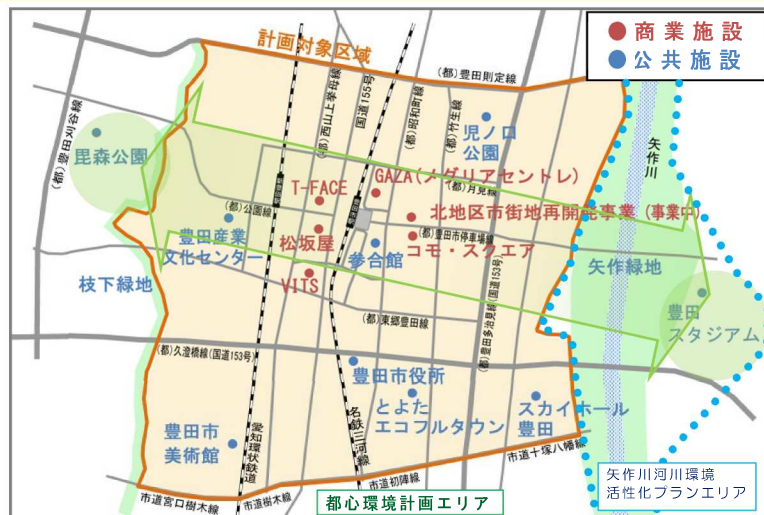 計画対象区域
●商業施設
●公共施設
(都)豊田則定線
(都)豊田刈谷線
(都)西山上挙母線
国道155号
(都)昭和町線
(都)竹生線
矢作川
毘森公園
児ノ口
公園
T-FACE
GAZA(メグリアセントレ)
(都)月見線
(都)公園線
北地区市街地再開発事業(事業中)
豊田産業
文化センター
松坂屋
参合館
(都)豊田市停車場線
コモ・スクエア
矢作緑地
枝下緑地
VITS
豊田
スタジアム
(都)東郷豊田線
(都)豊田多治見線(国道153号)
(都)久澄橋線(国道153号)
豊田市役所
とよた
エコフルタウン
スカイホール
豊田
豊田市
美術館
愛知環状鉄道
名鉄三河線
市道宮口樹木線
市道樹木線
市道初陣線
市道十塚八幡線
都心環境計画エリア
矢作川河川環境
活性化プランエリア